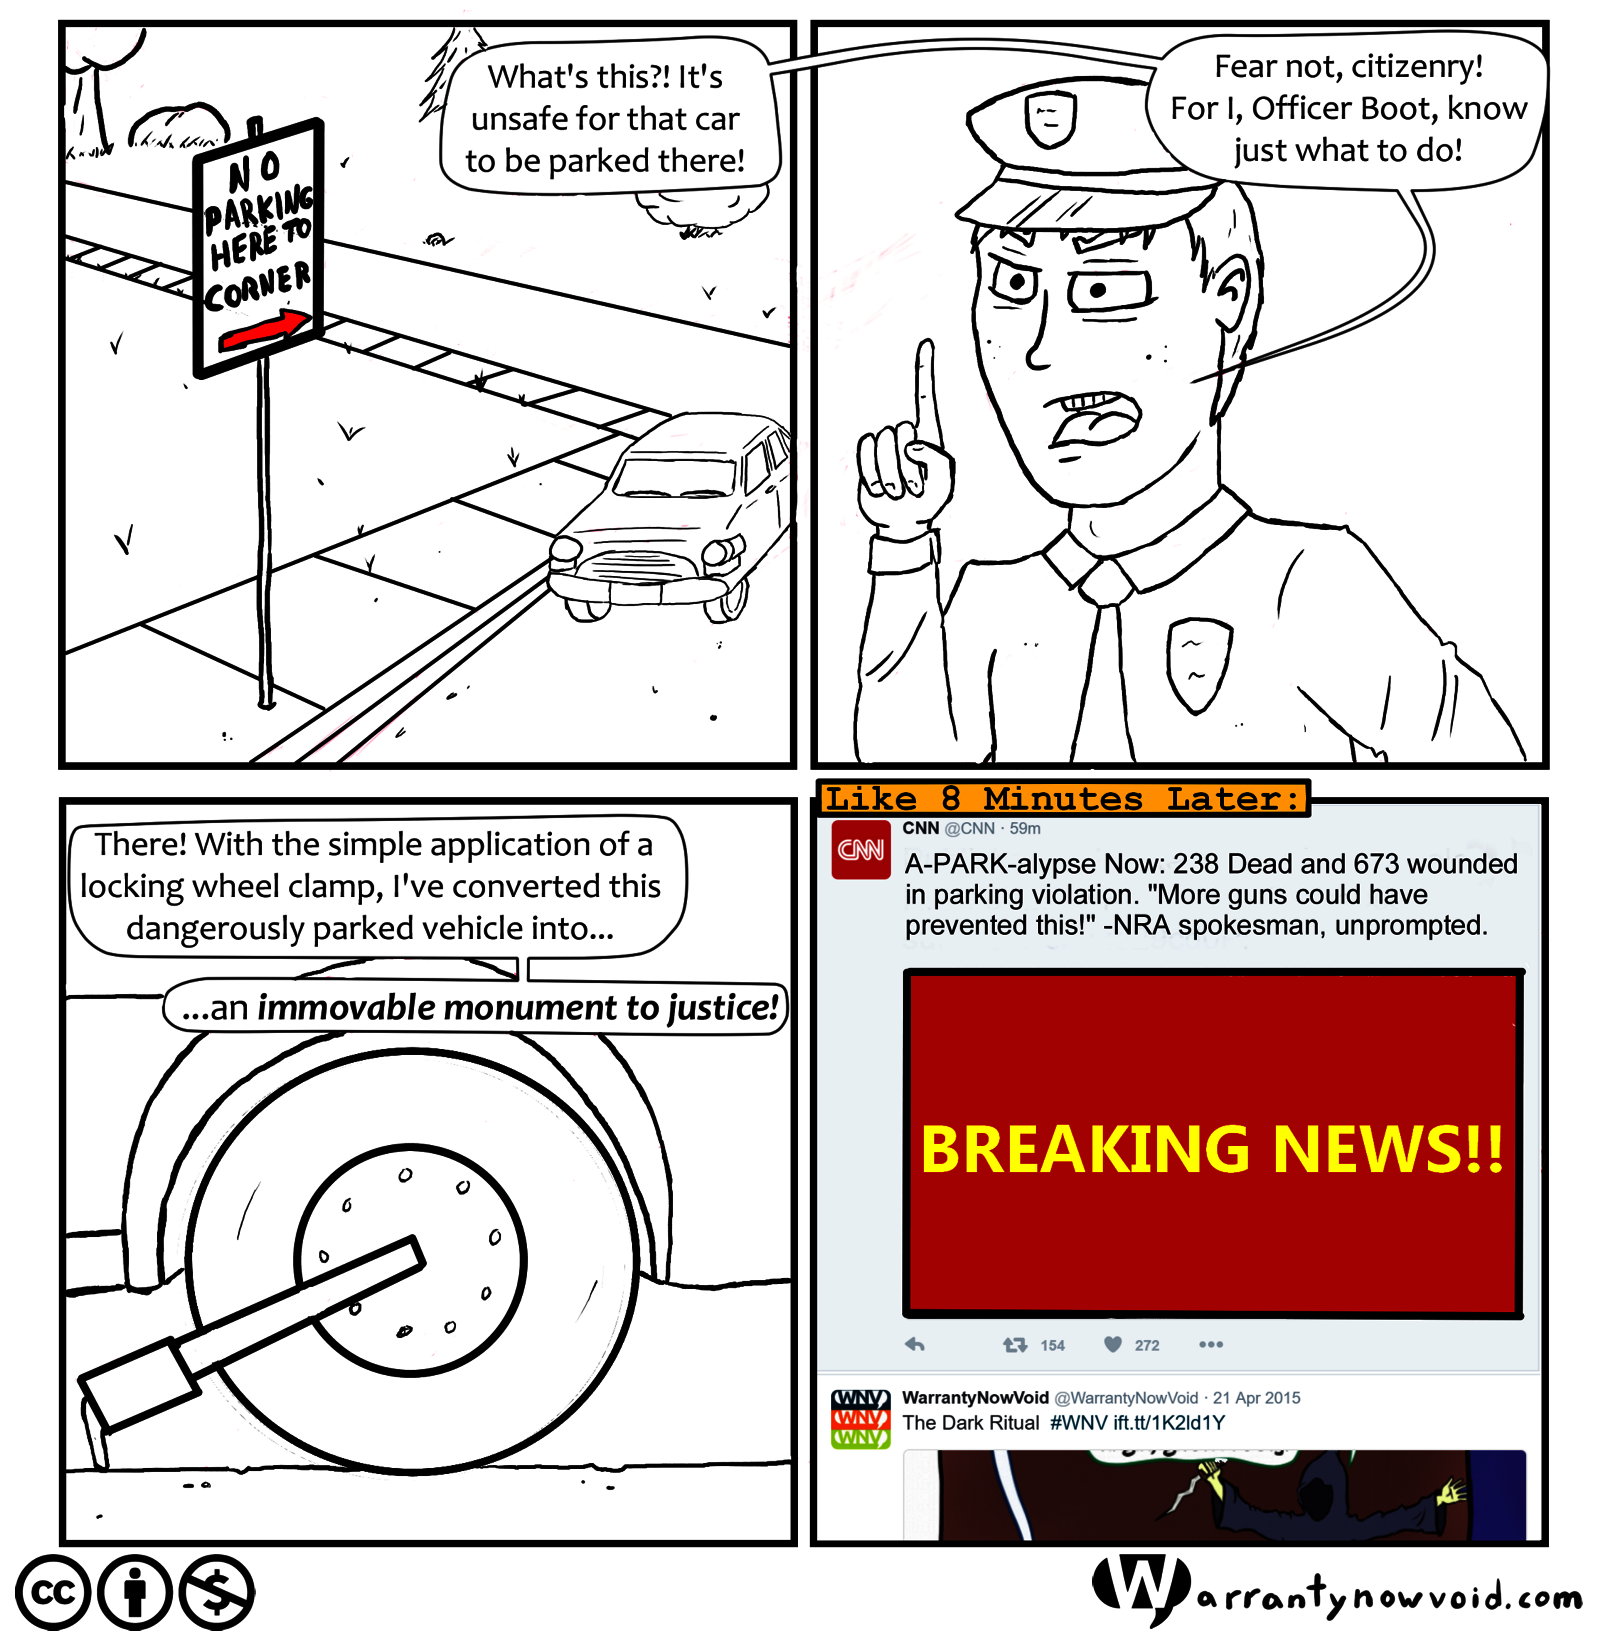 What's this?! It's
unsafe for that car
to be parked there!
Fear not, citizenry!
For I, Officer Boot, know
just what to do!
NO
PARKING
HERE TO
CORNER
There! With the simple application of a
locking wheel clamp, I've converted this
dangerously parked vehicle into...
...an immovable monument to justice!
Like 8 Minutes Later:
CNN
CNN @CNN · 59m
A-PARK-alypse Now: 238 Dead and 673 wounded
in parking violation. "More guns could have
prevented this!" -NRA spokesman, unprompted.
BREAKING NEWS!!
154 272
WNV
WNV
WNV
WarrantyNowVoid @WarrantyNowVoid · 21 Apr 2015
The Dark Ritual #WNV ift.tt/1K2ld1Y
cc
Warrantynowvoid.com